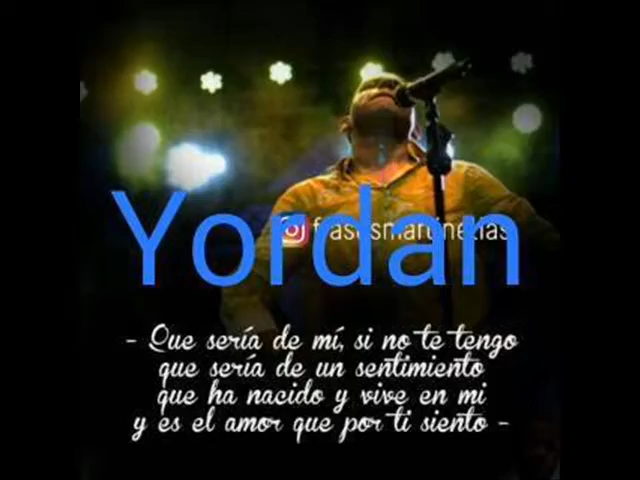 Yordan
frasesmartinezias
- Que sería de mí, si no te tengo
que sería de un sentimiento
que ha nacido y vive en mi
y es el amor que por ti siento -